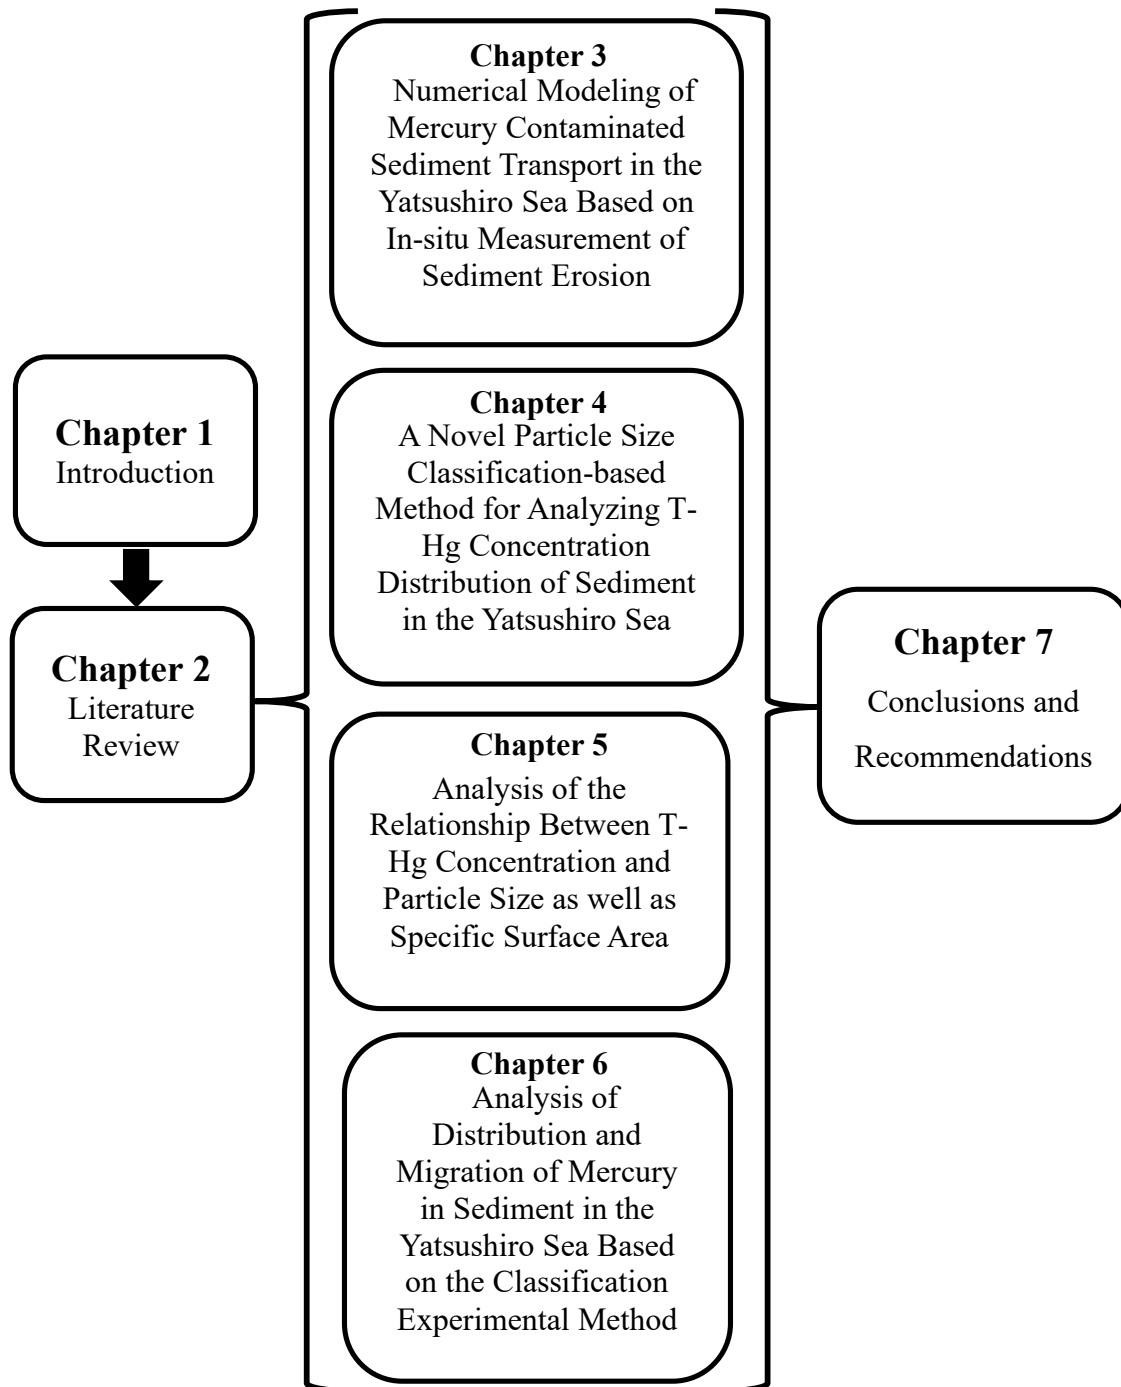 Chapter 1
Introduction
Chapter 2
Literature
Review
Chapter 3
Numerical Modeling of
Mercury Contaminated
Sediment Transport in the
Yatsushiro Sea Based on
In-situ Measurement of
Sediment Erosion
Chapter 4
A Novel Particle Size
Classification-based
Method for Analyzing T-
Hg Concentration
Distribution of Sediment
in the Yatsushiro Sea
Chapter 5
Analysis of the
Relationship Between T-
Hg Concentration and
Particle Size as well as
Specific Surface Area
Chapter 6
Analysis of
Distribution and
Migration of Mercury
in Sediment in the
Yatsushiro Sea Based
on the Classification
Experimental Method
Chapter 7
Conclusions and
Recommendations